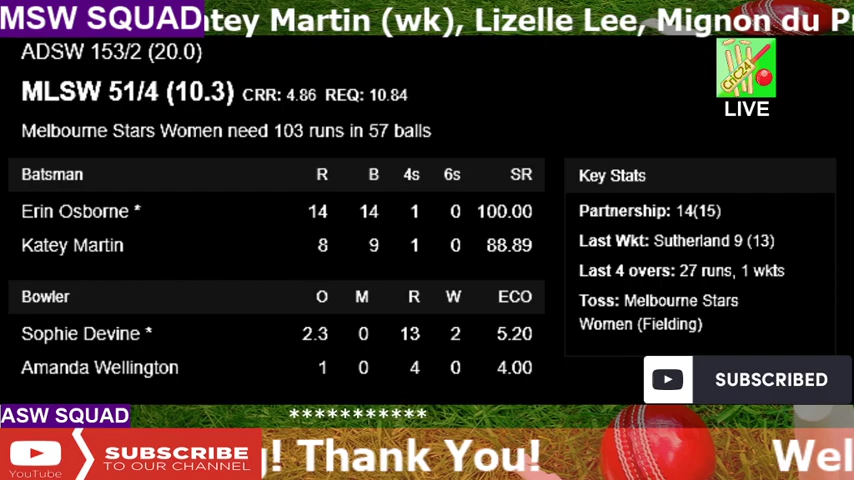 MSW SQUAD
tey Martin (wk), Lizelle Lee, Mignon du P
ADSW 153/2 (20.0)
MLSW 51/4 (10.3) CRR: 4.86 REQ: 10.84
CriC24
LIVE
Melbourne Stars Women need 103 runs in 57 balls
Batsman R B 4s 6s SR
Erin Osborne * 14 14 1 0 100.00
Katey Martin 8 9 1 0 88.89
Bowler O M R W ECO
Sophie Devine * 2.3 0 13 2 5.20
Amanda Wellington 1 0 4 0 4.00
Key Stats
Partnership: 14(15)
Last Wkt: Sutherland 9 (13)
Last 4 overs: 27 runs, 1 wkts
Toss: Melbourne Stars
Women (Fielding)
SUBSCRIBED
ASW SQUAD
***********
YouTube
SUBSCRIBE
TO OUR CHANNEL
g! Thank You!
Wel